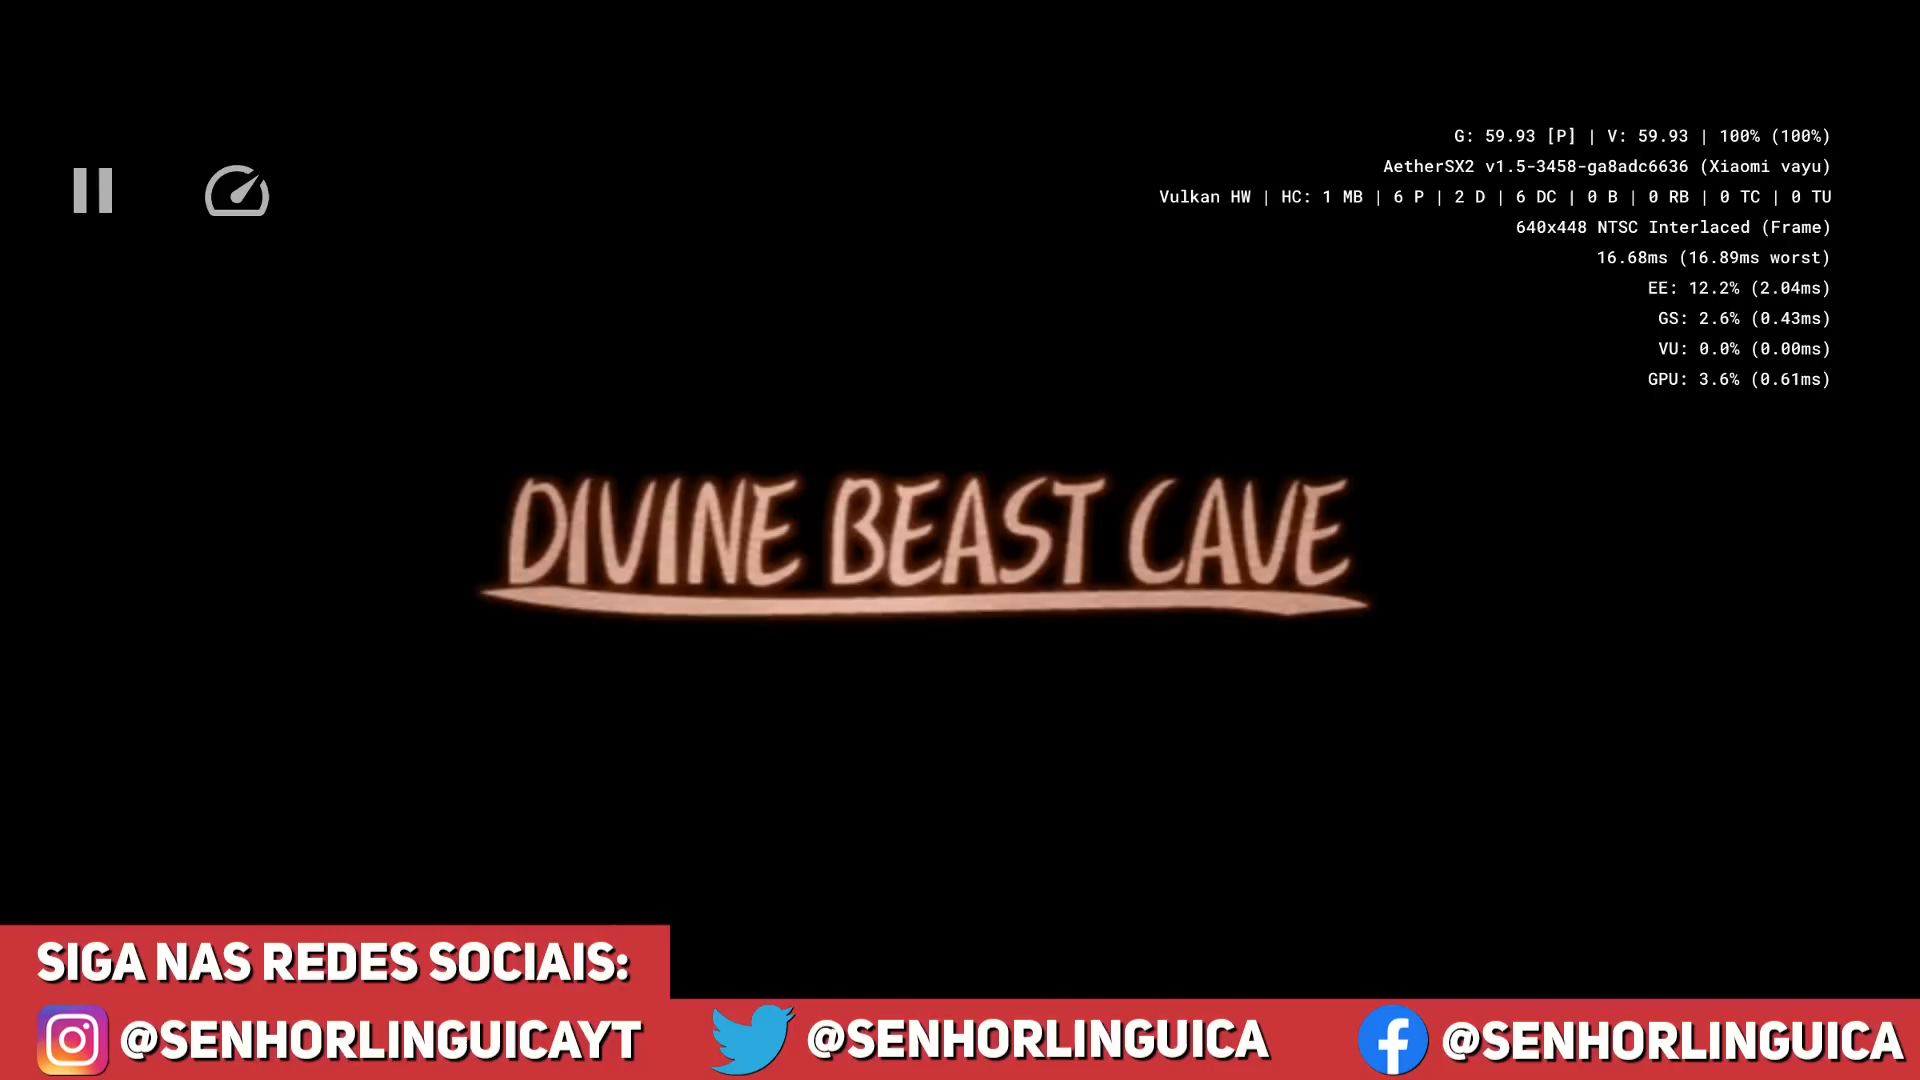 G: 59.93 [P] | V: 59.93 | 100% (100%)
AetherSX2 v1.5-3458-ga8adc6636 (Xiaomi vayu)
Vulkan HW | HC: 1 MB | 6 P | 2 D | 6 DC | 0 B | 0 RB | 0 TC | 0 TU
640x448 NTSC Interlaced (Frame)
16.68ms (16.89ms worst)
EE: 12.2% (2.04ms)
GS: 2.6% (0.43ms)
VU: 0.0% (0.00ms)
GPU: 3.6% (0.61ms)
DIVINE BEAST CAVE
SIGA NAS REDES SOCIAIS:
@SENHORLINGUICAYT @SENHORLINGUICA @SENHORLINGUICA